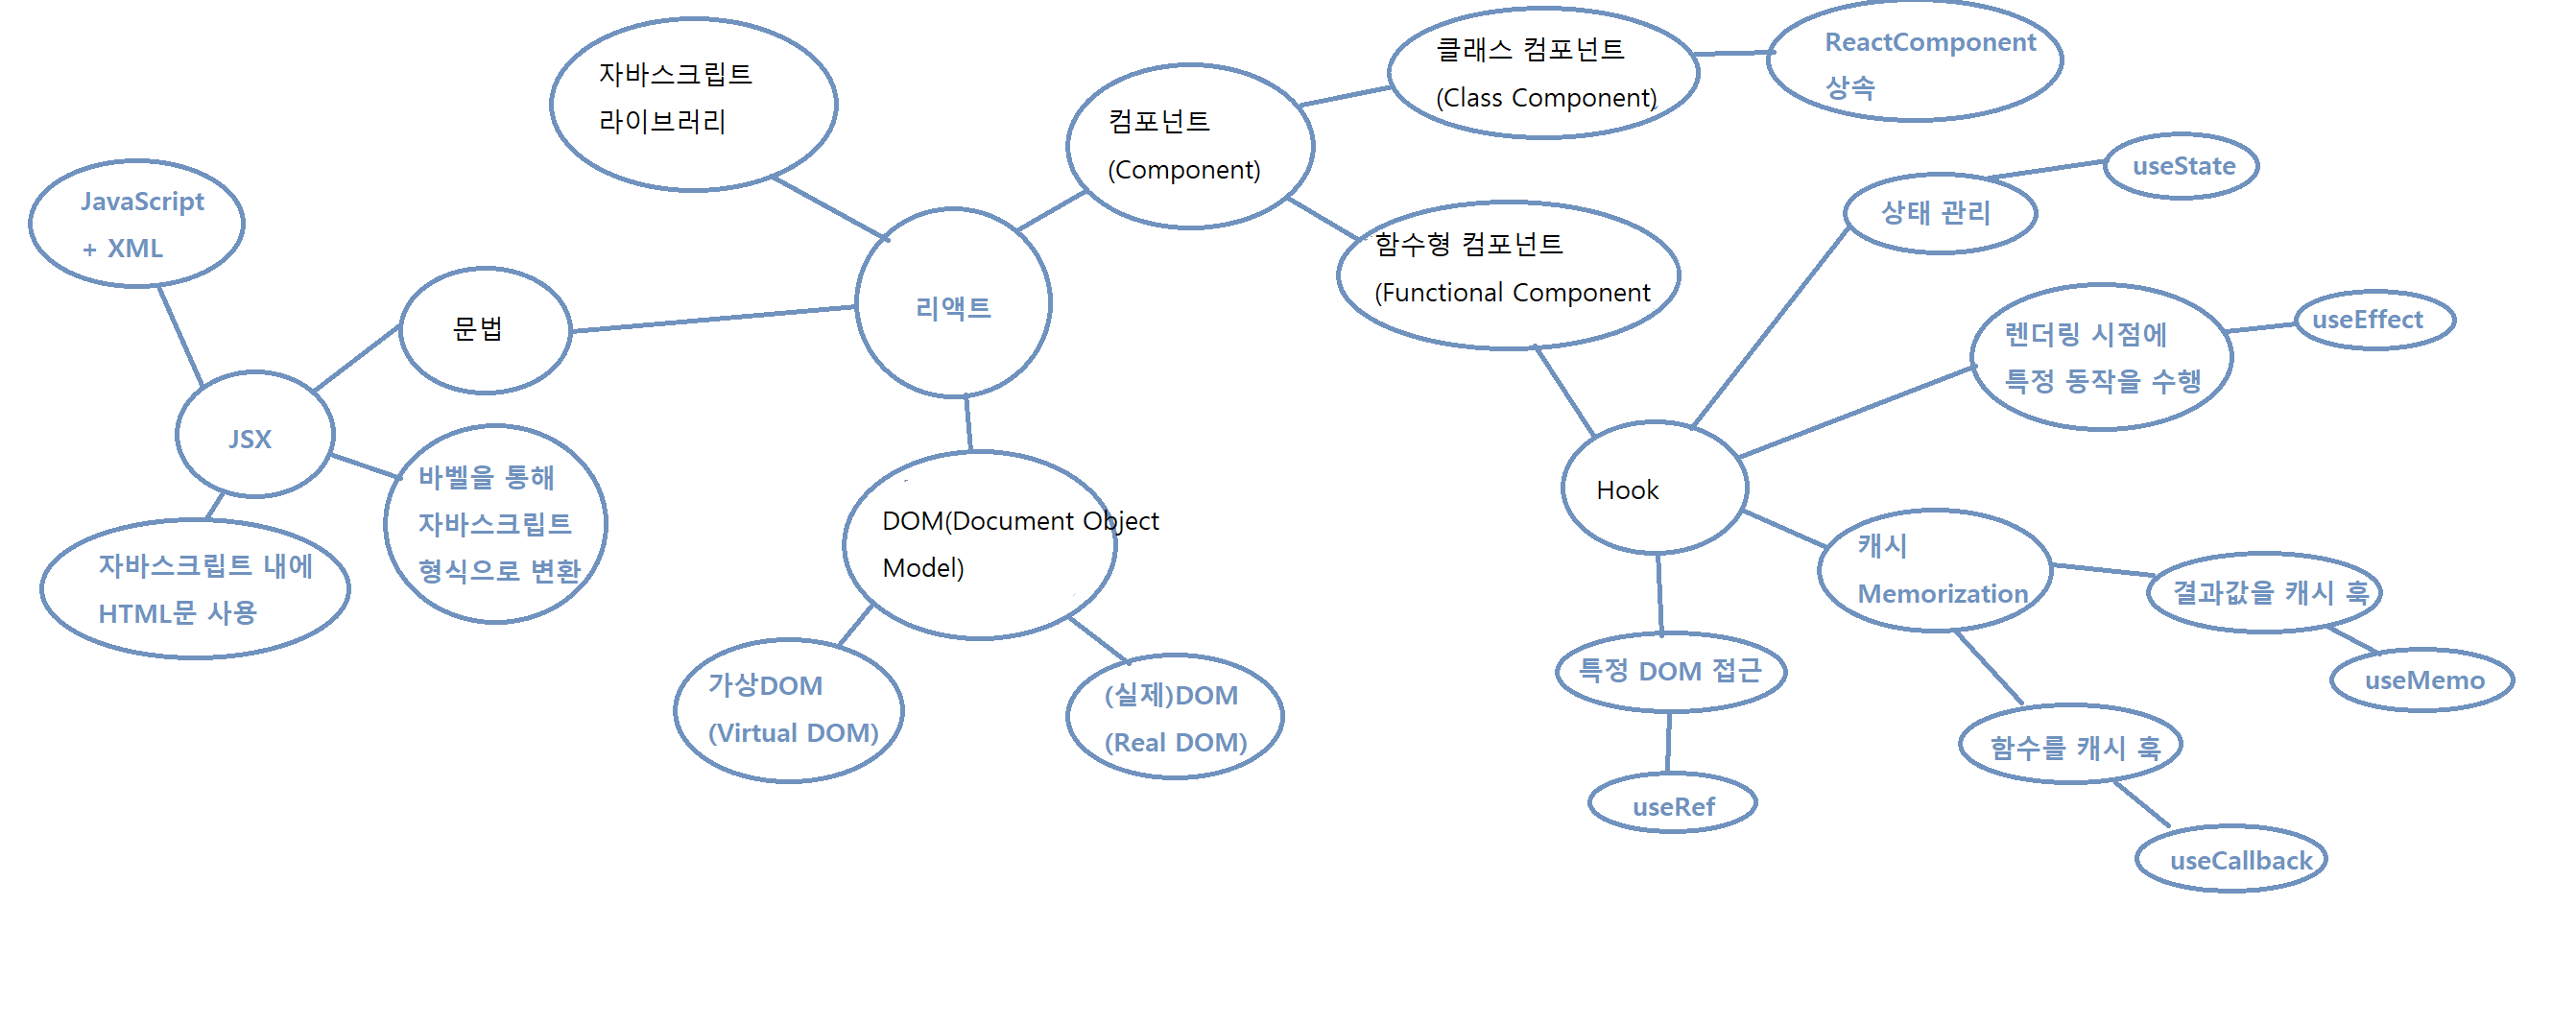 자바스크립트
라이브러리
컴포넌트
(Component)
클래스 컴포넌트
(Class Component)
ReactComponent
상속
JavaScript
+ XML
문법
리액트
함수형 컴포넌트
(Functional Component
상태 관리
useState
렌더링 시점에
특정 동작을 수행
useEffect
JSX
바벨을 통해
자바스크립트
형식으로 변환
자바스크립트 내에
HTML문 사용
DOM(Document Object
Model)
가상DOM
(Virtual DOM)
(실제)DOM
(Real DOM)
Hook
캐시
Memorization
결과값을 캐시 훅
useMemo
특정 DOM 접근
useRef
함수를 캐시 훅
useCallback